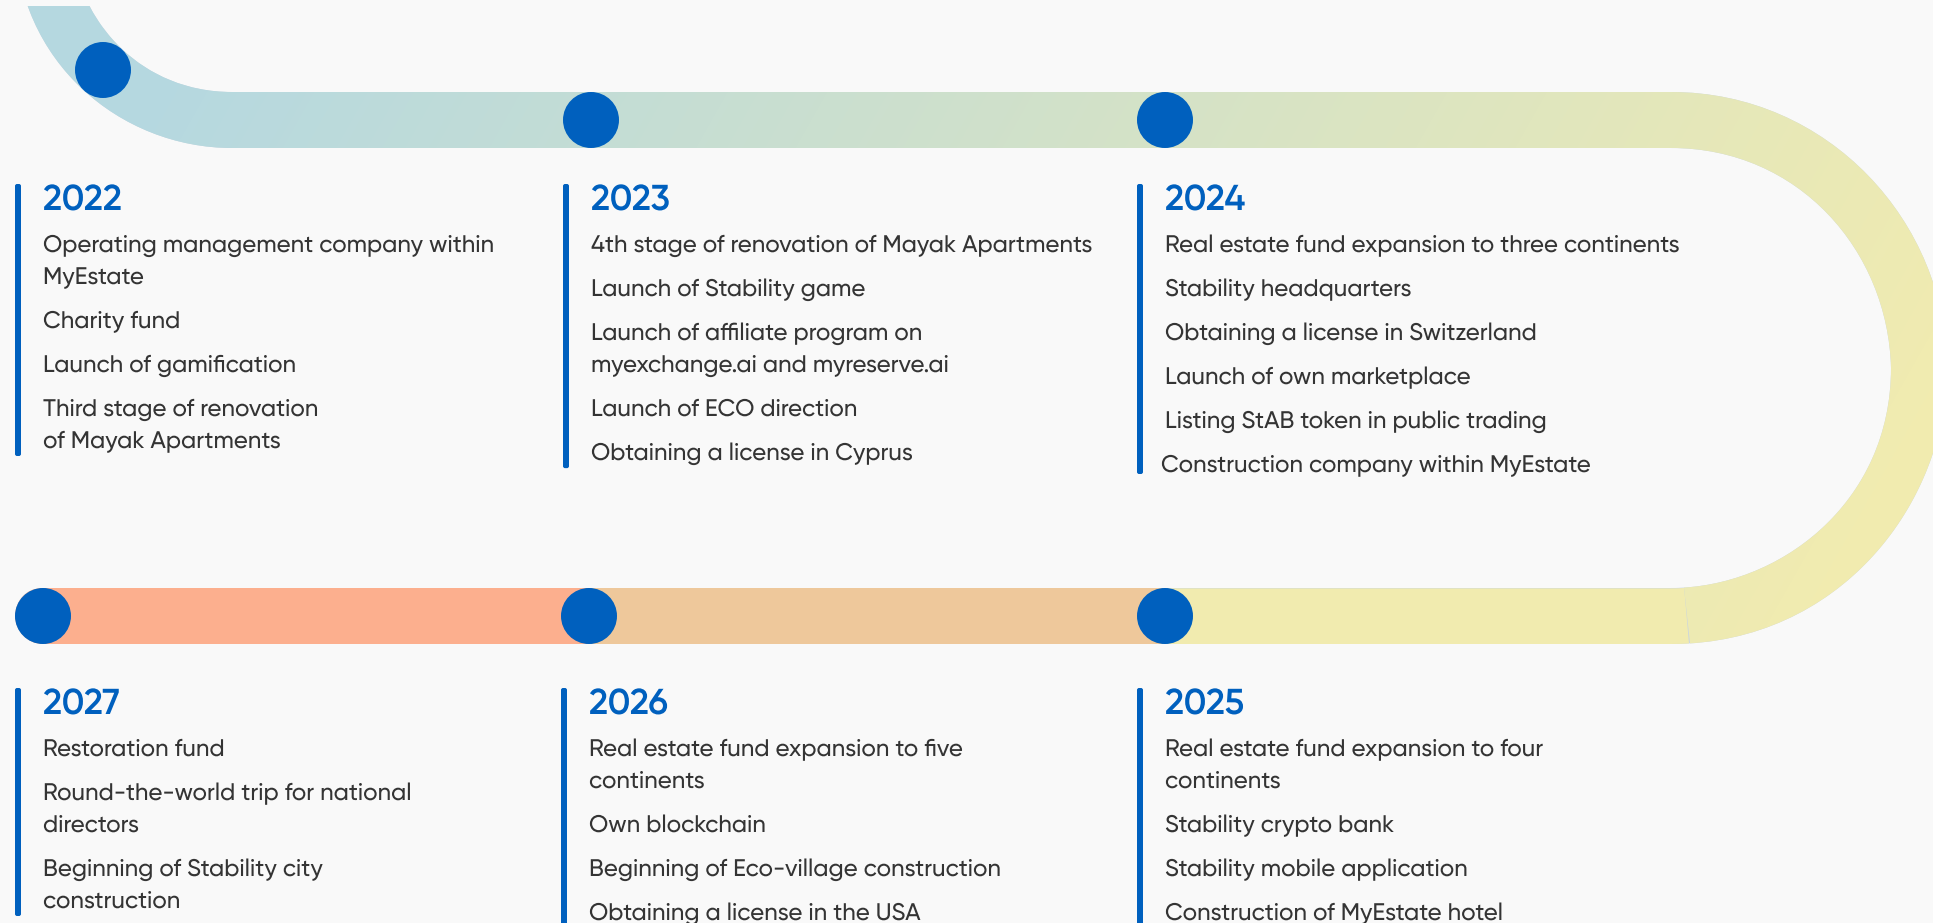 2022
Operating management company within
MyEstate
Charity fund
Launch of gamification
Third stage of renovation
of Mayak Apartments
2023
4th stage of renovation of Mayak Apartments
Launch of Stability game
Launch of affiliate program on
myexchange.ai and myreserve.ai
Launch of ECO direction
Obtaining a license in Cyprus
2024
Real estate fund expansion to three continents
Stability headquarters
Obtaining a license in Switzerland
Launch of own marketplace
Listing StAB token in public trading
Construction company within MyEstate
2027
Restoration fund
Round-the-world trip for national
directors
Beginning of Stability city
construction
2026
Real estate fund expansion to five
continents
Own blockchain
Beginning of Eco-village construction
Obtaining a license in the USA
2025
Real estate fund expansion to four
continents
Stability crypto bank
Stability mobile application
Construction of MyEstate hotel